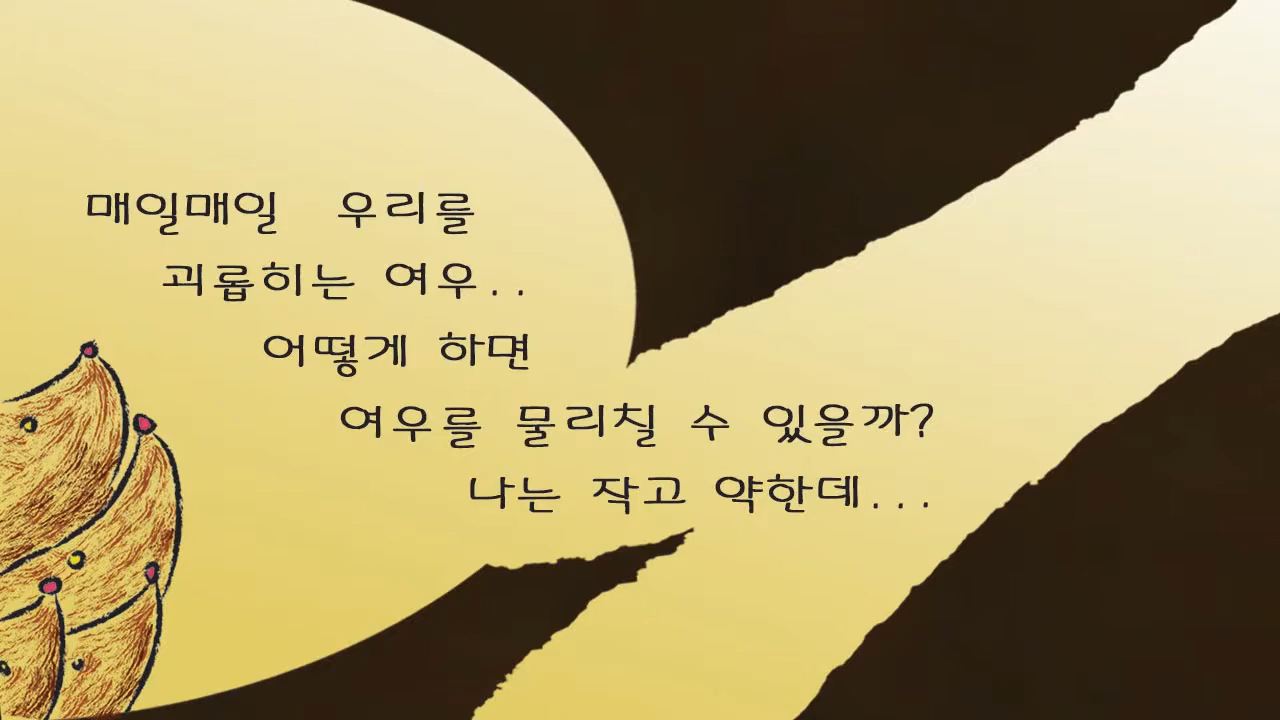 매일매일 우리를
괴롭히는 여우..
어떻게 하면
여우를 물리칠 수 있을까?
나는 작고 약한데...